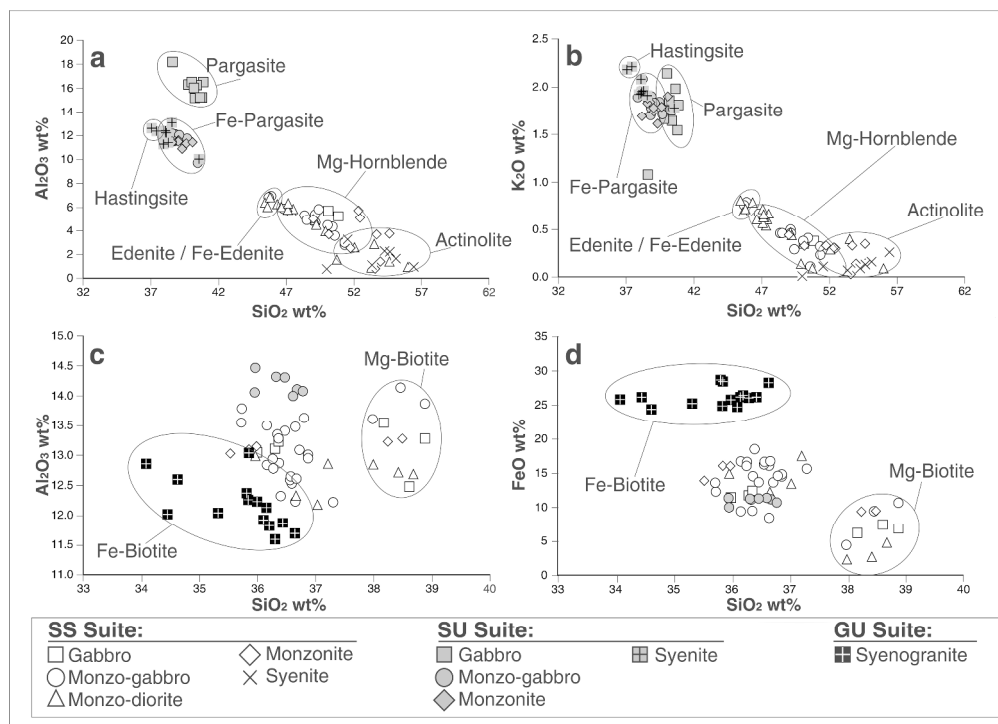 a
Al2O3 wt%
20
18
16
14
12
10
8
6
4
2
0
Pargasite
Fe-Pargasite
Hastingsite
Mg-Hornblende
Edenite / Fe-Edenite
Actinolite
32 37 42 47 52 57 62
SiO2 wt%
b
K2O wt%
2.5
2.0
1.5
1.0
0.5
0.0
Hastingsite
Pargasite
Fe-Pargasite
Mg-Hornblende
Edenite / Fe-Edenite
Actinolite
32 37 42 47 52 57 62
SiO2 wt%
c
Al2O3 wt%
15.0
14.5
14.0
13.5
13.0
12.5
12.0
11.5
11.0
Mg-Biotite
Fe-Biotite
33 34 35 36 37 38 39 40
SiO2 wt%
d
FeO wt%
35
30
25
20
15
10
5
0
Fe-Biotite
Mg-Biotite
33 34 35 36 37 38 39 40
SiO2 wt%
SS Suite:
Gabbro
Monzo-gabbro
Monzo-diorite
Monzonite
Syenite
SU Suite:
Gabbro
Monzo-gabbro
Monzonite
Syenite
GU Suite:
Syenogranite